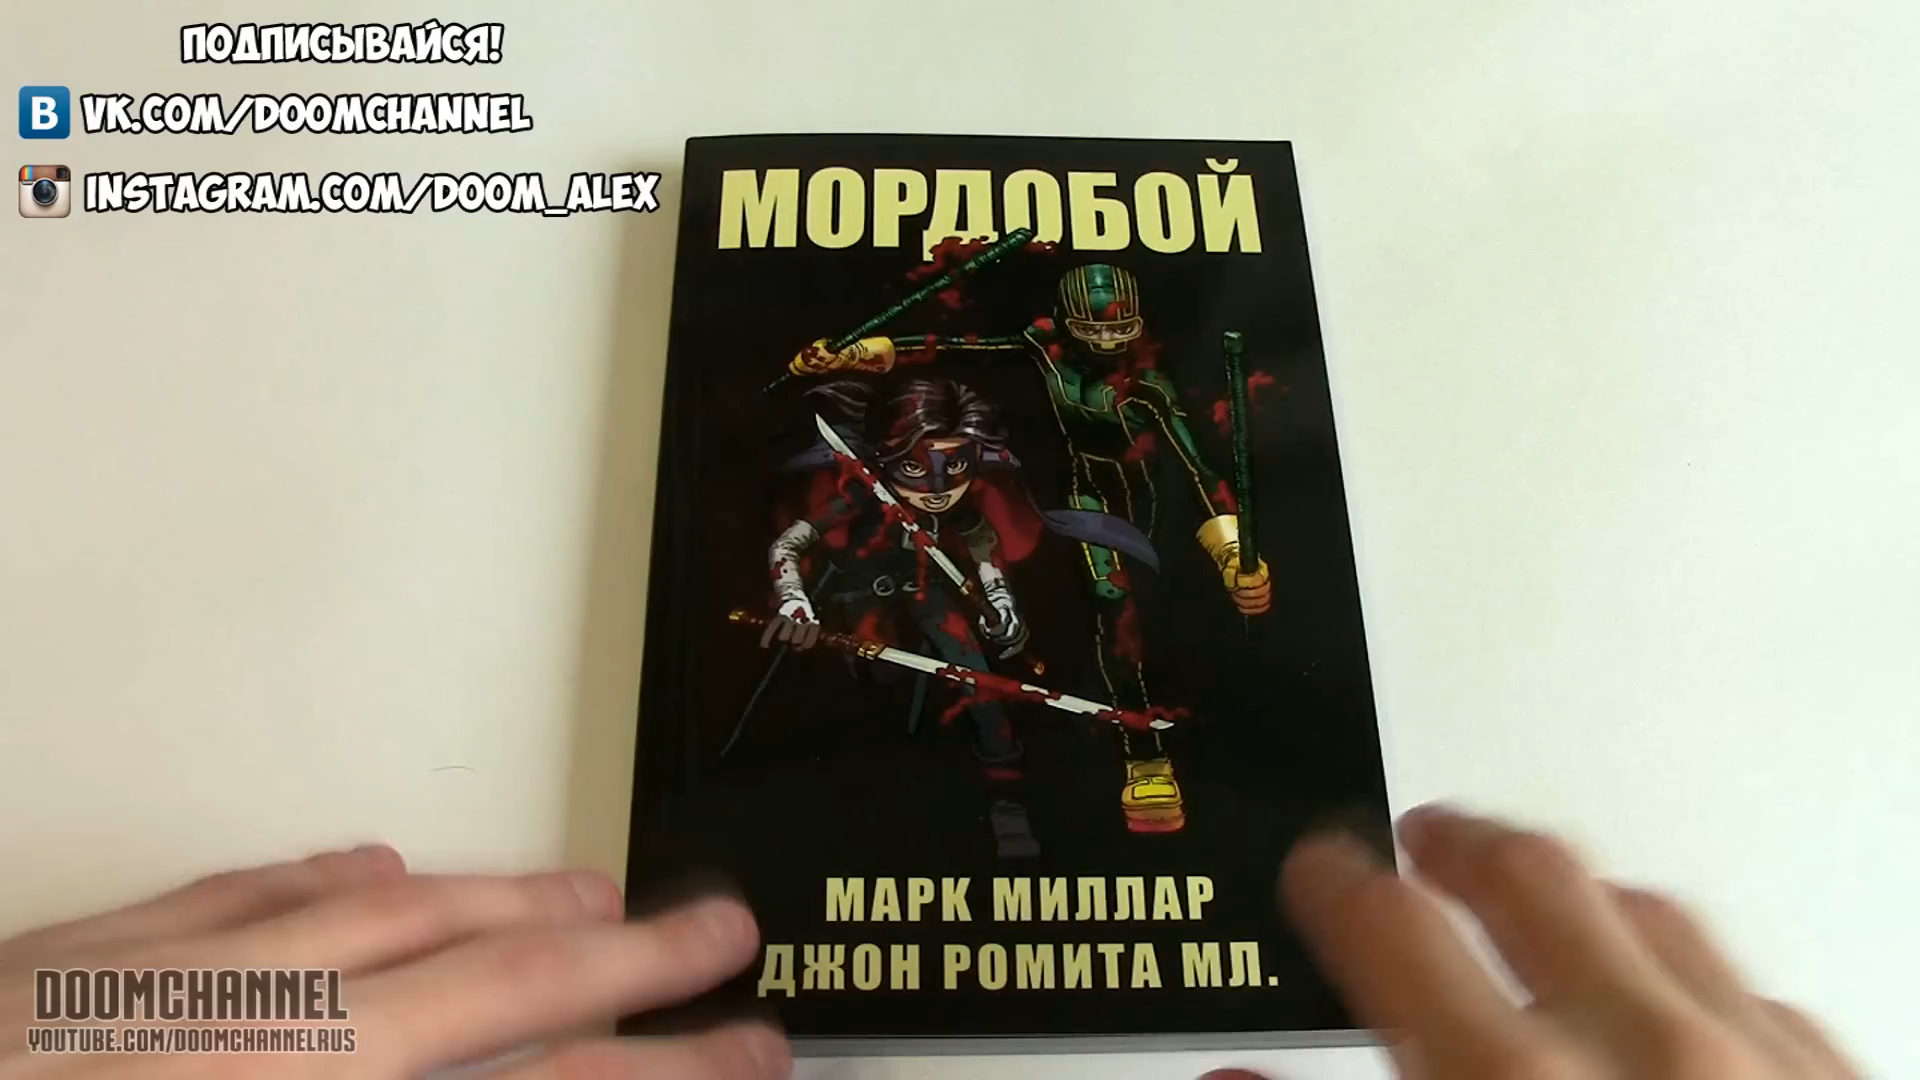 ПОДПИСЫВАЙСЯ!
В VK.COM/DOOMCHANNEL
INSTAGRAM.COM/DOOM_ALEX
МОРДОБОЙ
МАРК МИЛЛАР
ДЖОН РОМИТА МЛ.
DOOMCHANNEL
YOUTUBE.COM/DOOMCHANNELRUS